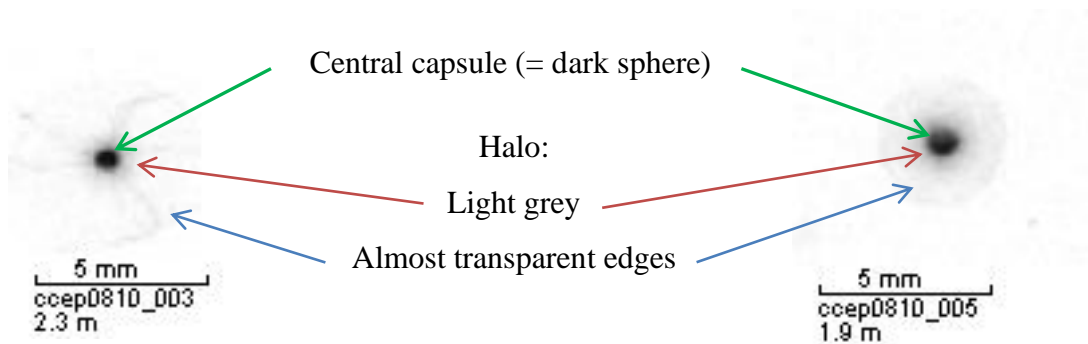 Central capsule (= dark sphere)
Halo:
Light grey
Almost transparent edges
5 mm
ccep0810_003
2.3 m
5 mm
ccep0810_005
1.9 m